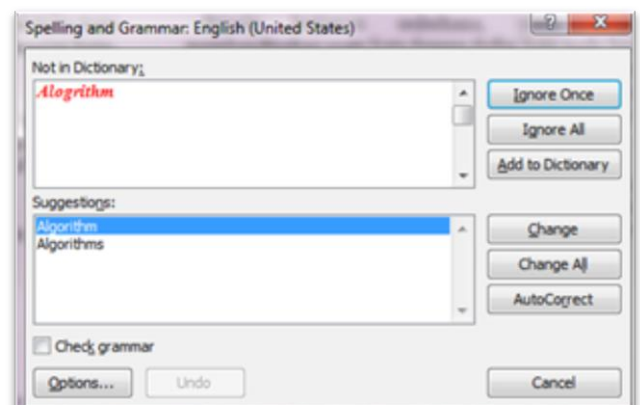 Spelling and Grammar: English (United States)
Not in Dictionary:
Alogrithm
Ignore Once
Ignore All
Add to Dictionary
Suggestions:
Algorithm
Algorithms
Change
Change All
AutoCorrect
Check grammar
Options...
Undo
Cancel